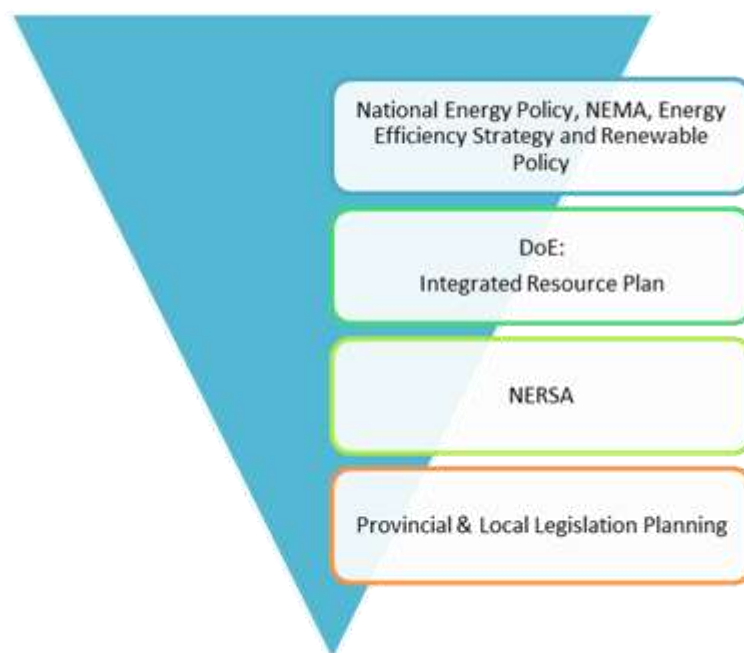 National Energy Policy, NEMA, Energy
Efficiency Strategy and Renewable
Policy
DoE:
Integrated Resource Plan
NERSA
Provincial & Local Legislation Planning